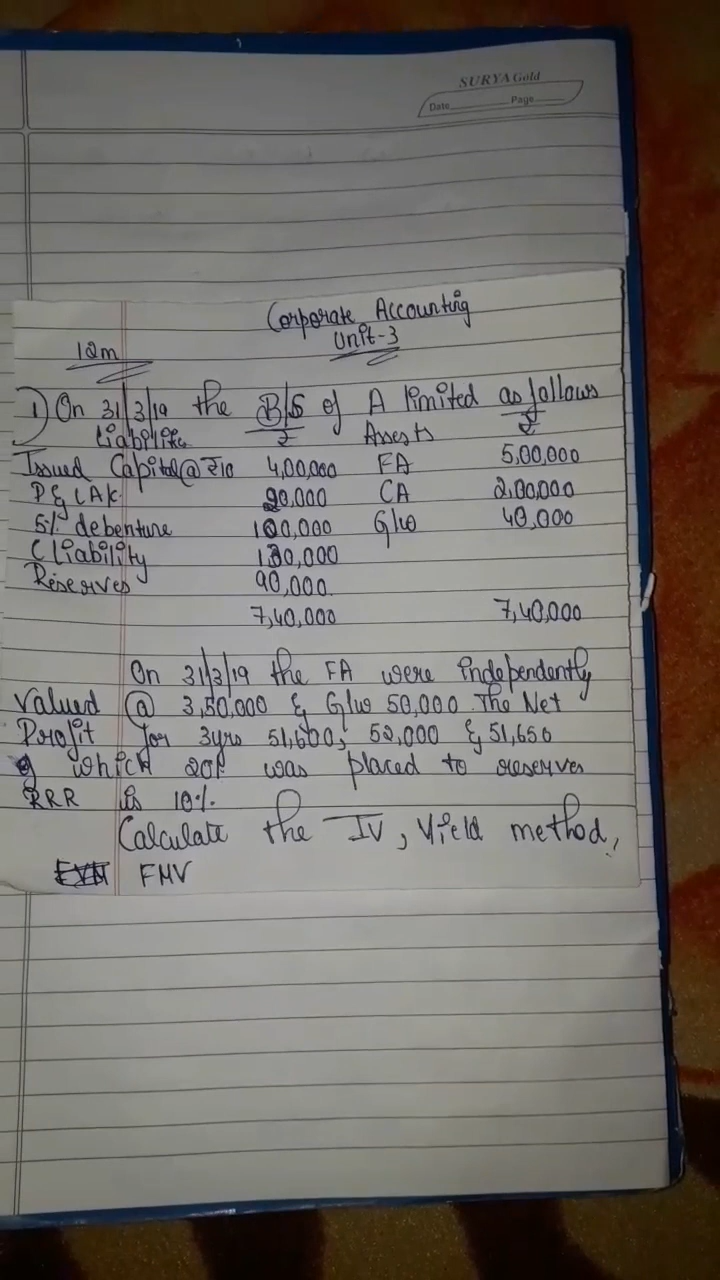 SURYA Gold
Date Page
Corporate Accounting
Unit-3
12m
1) On 31/3/19 the B/S of A limited as follows
Liabilite ₹ Assests ₹
Issued Capital @ ₹10 4,00,000 FA 5,00,000
P & L A/c 20,000 CA 2,00,000
5% debenture 100,000 G/w 40,000
C Liability 130,000
Reserves 90,000
7,40,000 7,40,000
On 31/3/19 the FA were independently
Valued @ 3,50,000 & G/w 50,000 The Net
Profit for 3yrs 51,600, 52,000 & 51,650
which 20% was placed to reserves
RRR is 10%.
Calculate the IV, Yield method,
FMV